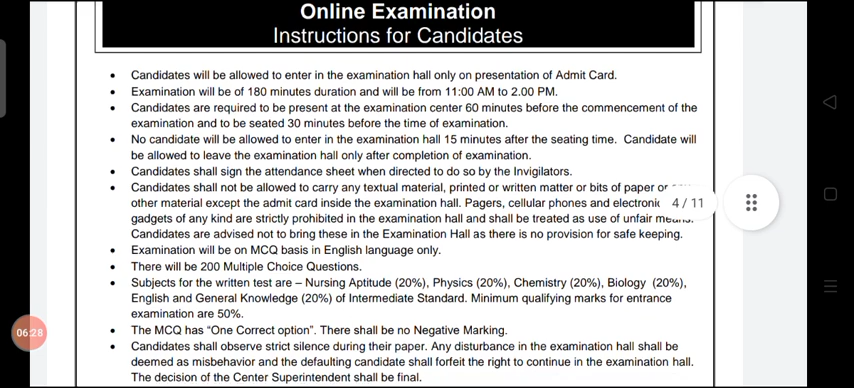 Online Examination
Instructions for Candidates
• Candidates will be allowed to enter in the examination hall only on presentation of Admit Card.
• Examination will be of 180 minutes duration and will be from 11:00 AM to 2.00 PM.
• Candidates are required to be present at the examination center 60 minutes before the commencement of the
examination and to be seated 30 minutes before the time of examination.
• No candidate will be allowed to enter in the examination hall 15 minutes after the seating time. Candidate will
be allowed to leave the examination hall only after completion of examination.
• Candidates shall sign the attendance sheet when directed to do so by the Invigilators.
• Candidates shall not be allowed to carry any textual material, printed or written matter or bits of paper or
other material except the admit card inside the examination hall. Pagers, cellular phones and electronic
4 / 11
gadgets of any kind are strictly prohibited in the examination hall and shall be treated as use of unfair means.
Candidates are advised not to bring these in the Examination Hall as there is no provision for safe keeping.
• Examination will be on MCQ basis in English language only.
• There will be 200 Multiple Choice Questions.
• Subjects for the written test are – Nursing Aptitude (20%), Physics (20%), Chemistry (20%), Biology (20%),
English and General Knowledge (20%) of Intermediate Standard. Minimum qualifying marks for entrance
examination are 50%.
06:28
• The MCQ has "One Correct option". There shall be no Negative Marking.
• Candidates shall observe strict silence during their paper. Any disturbance in the examination hall shall be
deemed as misbehavior and the defaulting candidate shall forfeit the right to continue in the examination hall.
The decision of the Center Superintendent shall be final.